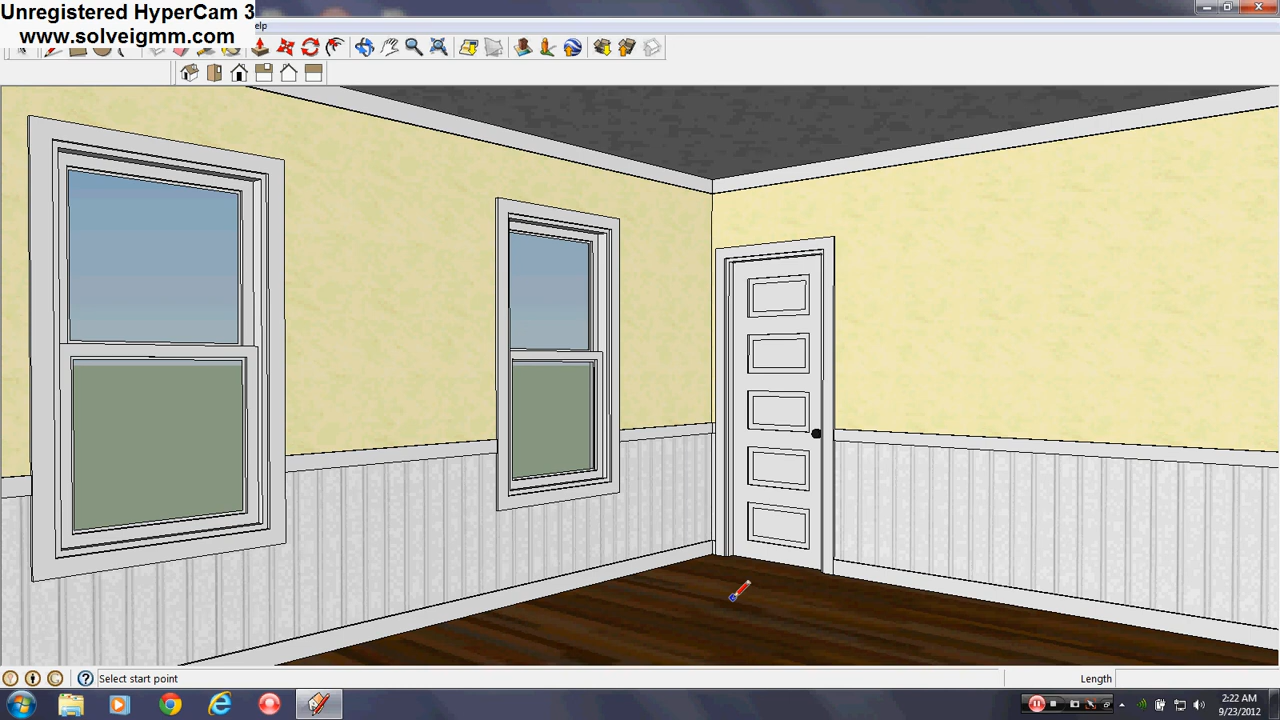 Unregistered HyperCam 3
www.solveigmm.com
elp
Select start point
Length
2:22 AM
9/23/2012